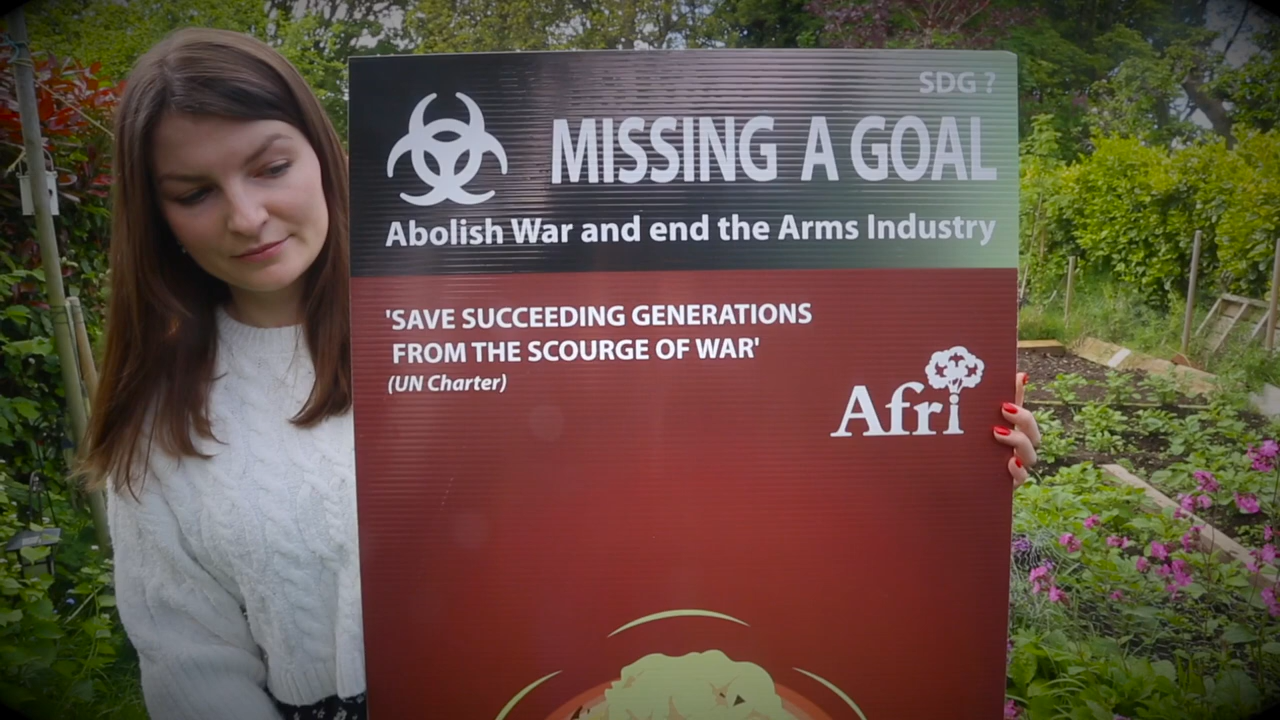 SDG ?
MISSING A GOAL
Abolish War and end the Arms Industry
'SAVE SUCCEEDING GENERATIONS
FROM THE SCOURGE OF WAR'
(UN Charter)
Afri